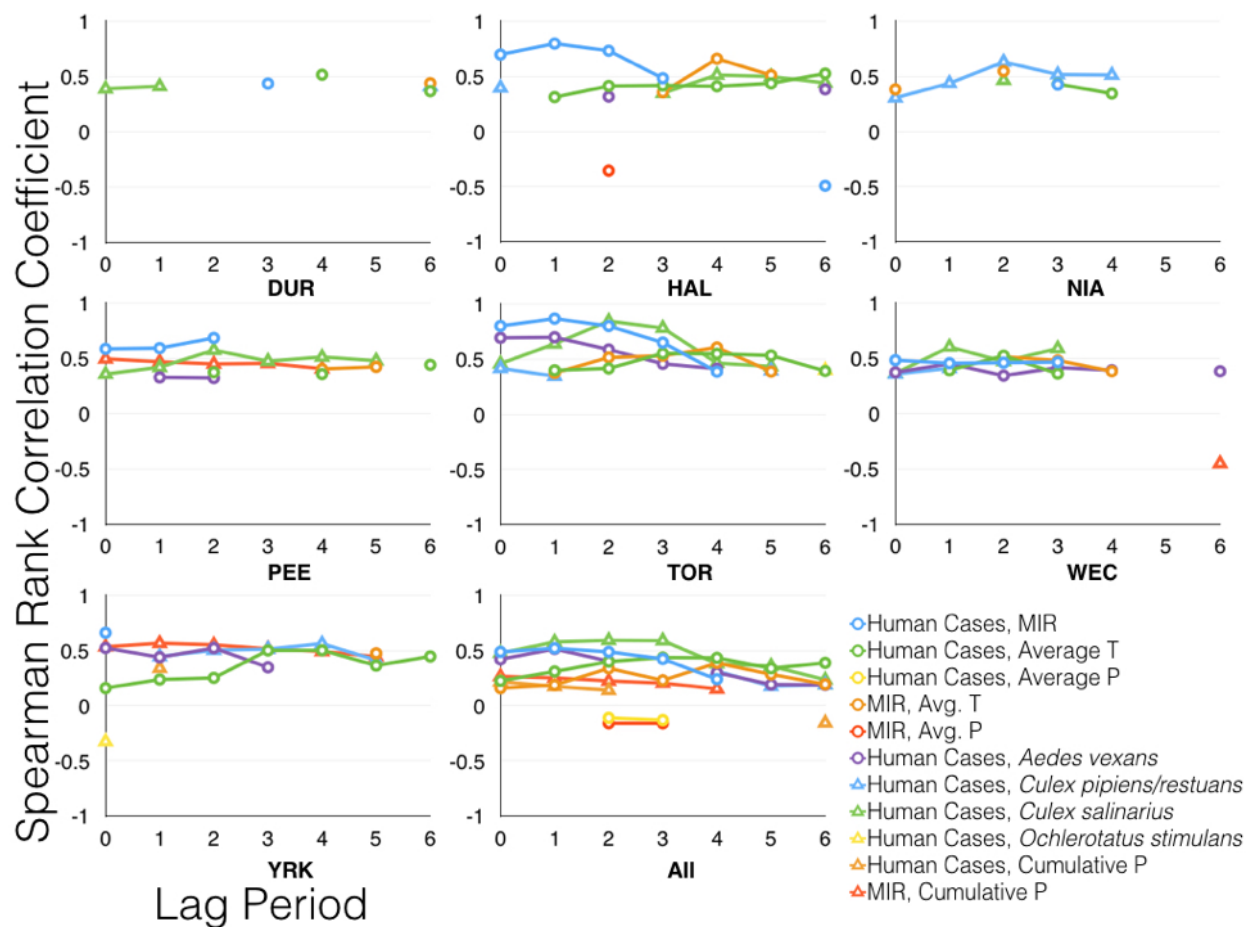 Spearman Rank Correlation Coefficient
1
0.5
0
-0.5
-1
0 1 2 3 4 5 6
DUR
1
0.5
0
-0.5
-1
0 1 2 3 4 5 6
HAL
1
0.5
0
-0.5
-1
0 1 2 3 4 5 6
NIA
1
0.5
0
-0.5
-1
0 1 2 3 4 5 6
PEE
1
0.5
0
-0.5
-1
0 1 2 3 4 5 6
TOR
1
0.5
0
-0.5
-1
0 1 2 3 4 5 6
WEC
1
0.5
0
-0.5
-1
0 1 2 3 4 5 6
YRK
1
0.5
0
-0.5
-1
0 1 2 3 4 5 6
All
Human Cases, MIR
Human Cases, Average T
Human Cases, Average P
MIR, Avg. T
MIR, Avg. P
Human Cases, Aedes vexans
Human Cases, Culex pipiens/restuans
Human Cases, Culex salinarius
Human Cases, Ochlerotatus stimulans
Human Cases, Cumulative P
MIR, Cumulative P
Lag Period